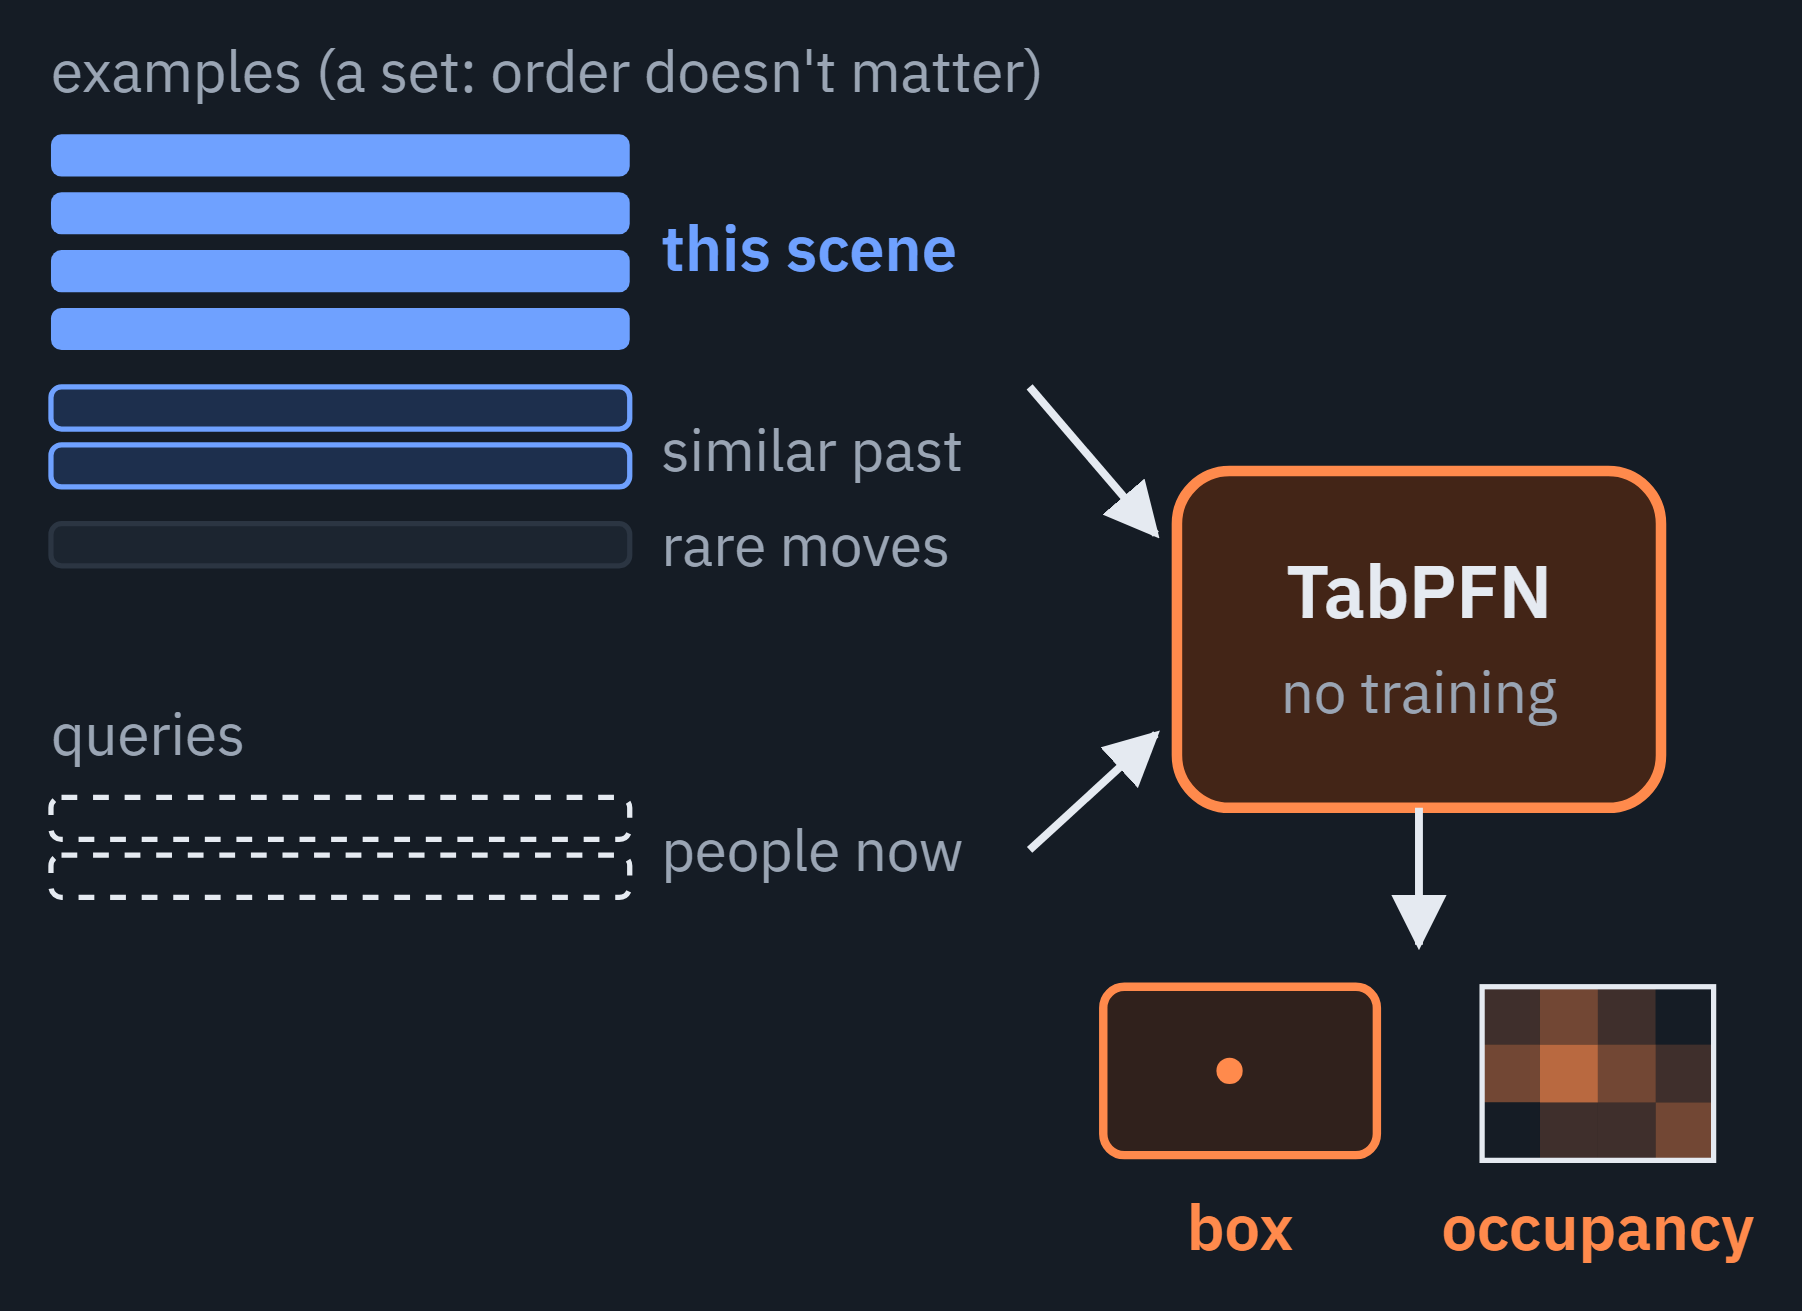 examples (a set: order doesn't matter)
this scene
similar past
rare moves
TabPFN
no training
queries
people now
box
occupancy